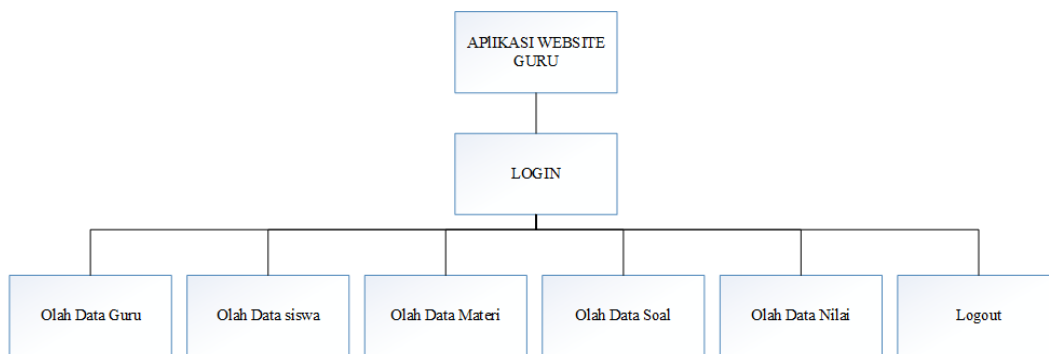 APlIKASI WEBSITE
GURU
LOGIN
Olah Data Guru
Olah Data siswa
Olah Data Materi
Olah Data Soal
Olah Data Nilai
Logout